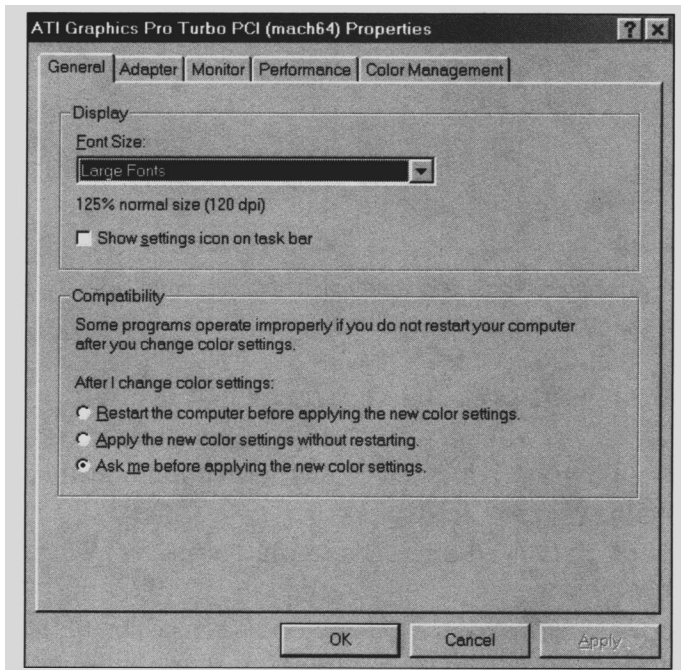 ATI Graphics Pro Turbo PCI (mach64) Properties
General Adapter Monitor Performance Color Management
Display
Font Size:
Large Fonts
125% normal size (120 dpi)
Show settings icon on task bar
Compatibility
Some programs operate improperly if you do not restart your computer
after you change color settings.
After I change color settings:
Restart the computer before applying the new color settings.
Apply the new color settings without restarting.
Ask me before applying the new color settings.
OK Cancel Apply